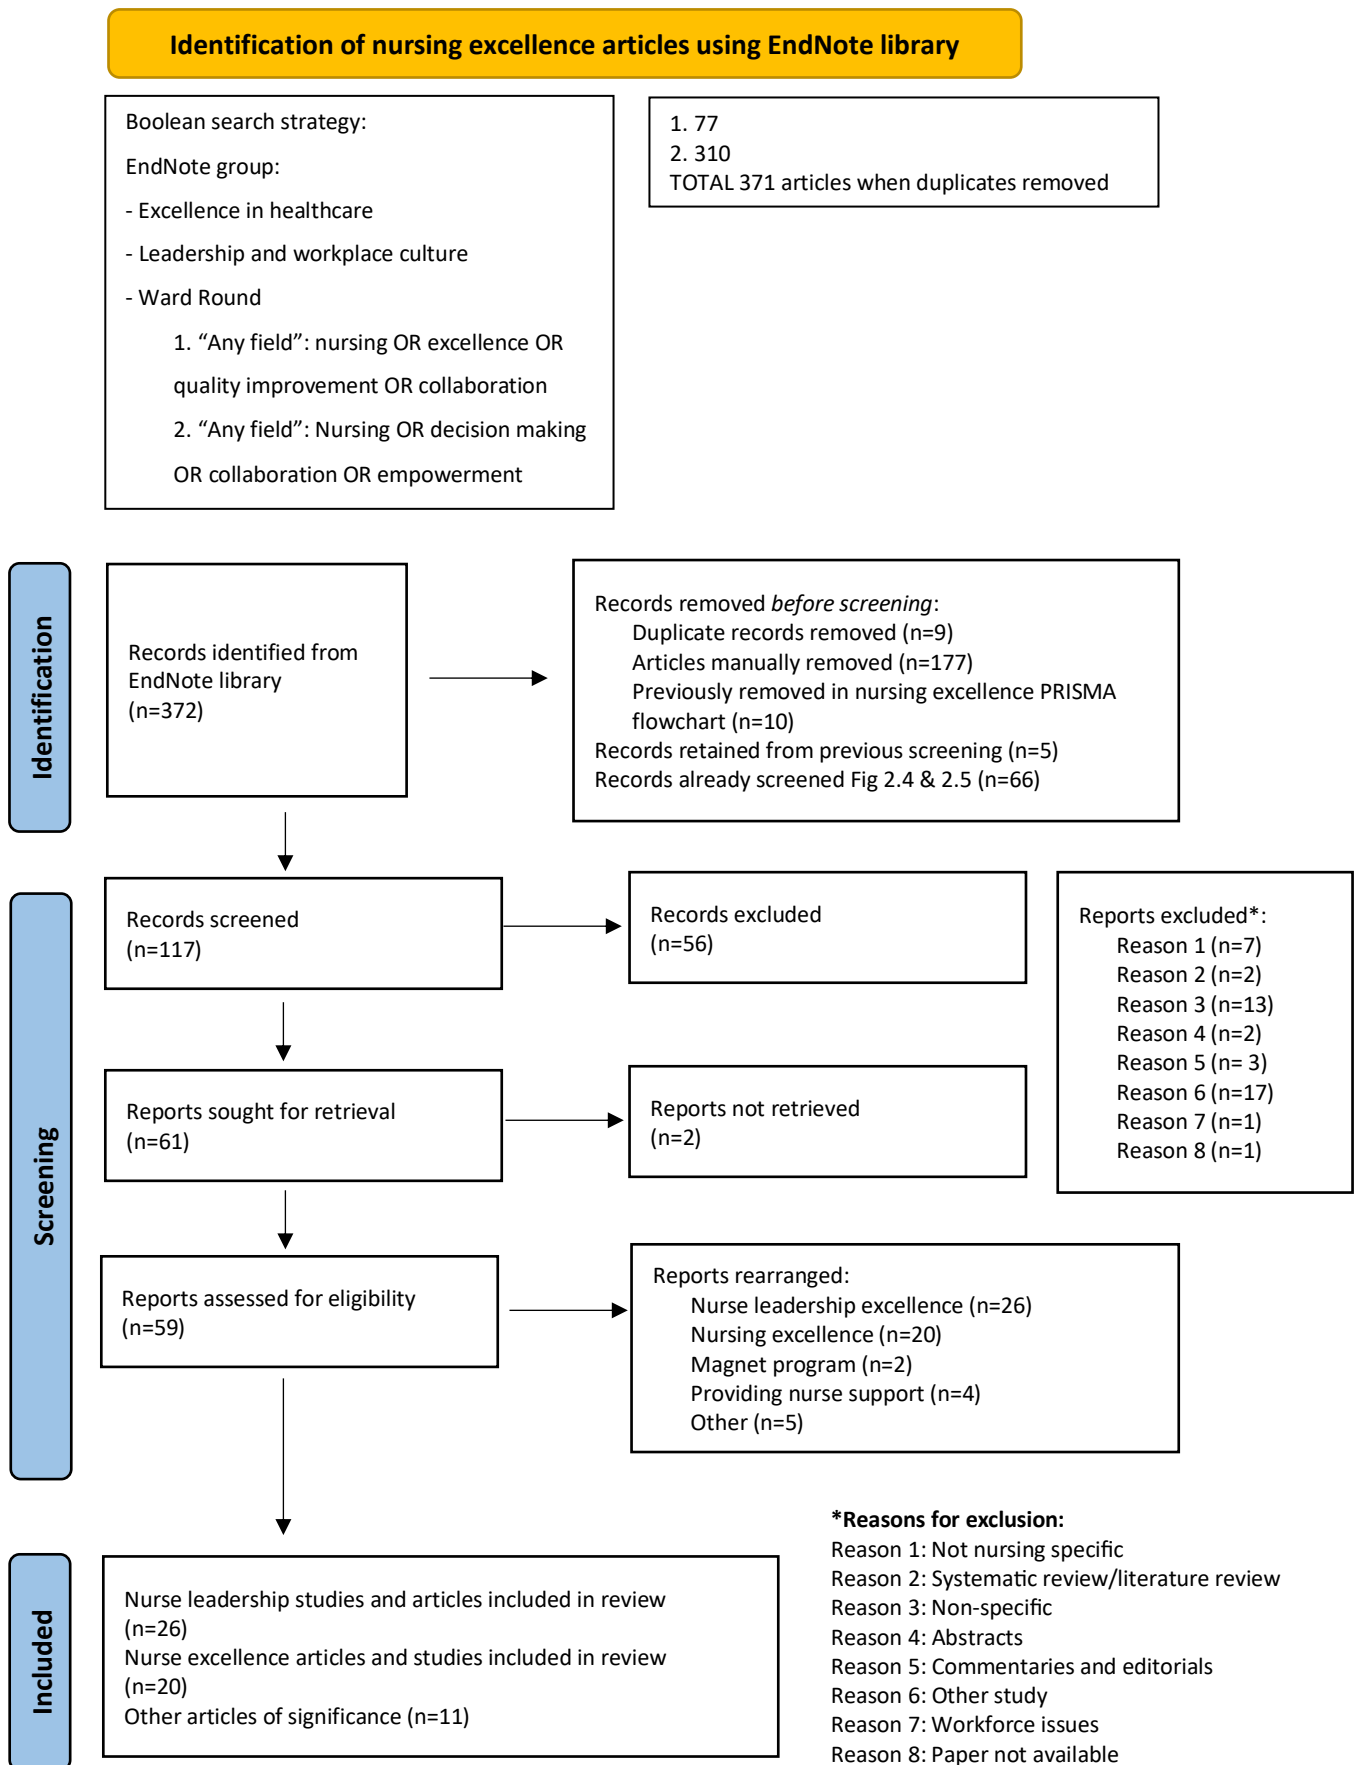 Identification of nursing excellence articles using EndNote library
Boolean search strategy:
EndNote group:
- Excellence in healthcare
- Leadership and workplace culture
- Ward Round
1. “Any field”: nursing OR excellence OR
quality improvement OR collaboration
2. “Any field”: Nursing OR decision making
OR collaboration OR empowerment
1. 77
2. 310
TOTAL 371 articles when duplicates removed
Identification
Records identified from
EndNote library
(n=372)
Records removed before screening:
Duplicate records removed (n=9)
Articles manually removed (n=177)
Previously removed in nursing excellence PRISMA
flowchart (n=10)
Records retained from previous screening (n=5)
Records already screened Fig 2.4 & 2.5 (n=66)
Screening
Records screened
(n=117)
Records excluded
(n=56)
Reports excluded*:
Reason 1 (n=7)
Reason 2 (n=2)
Reason 3 (n=13)
Reason 4 (n=2)
Reason 5 (n= 3)
Reason 6 (n=17)
Reason 7 (n=1)
Reason 8 (n=1)
Reports sought for retrieval
(n=61)
Reports not retrieved
(n=2)
Reports assessed for eligibility
(n=59)
Reports rearranged:
Nurse leadership excellence (n=26)
Nursing excellence (n=20)
Magnet program (n=2)
Providing nurse support (n=4)
Other (n=5)
Included
Nurse leadership studies and articles included in review
(n=26)
Nurse excellence articles and studies included in review
(n=20)
Other articles of significance (n=11)
*Reasons for exclusion:
Reason 1: Not nursing specific
Reason 2: Systematic review/literature review
Reason 3: Non-specific
Reason 4: Abstracts
Reason 5: Commentaries and editorials
Reason 6: Other study
Reason 7: Workforce issues
Reason 8: Paper not available